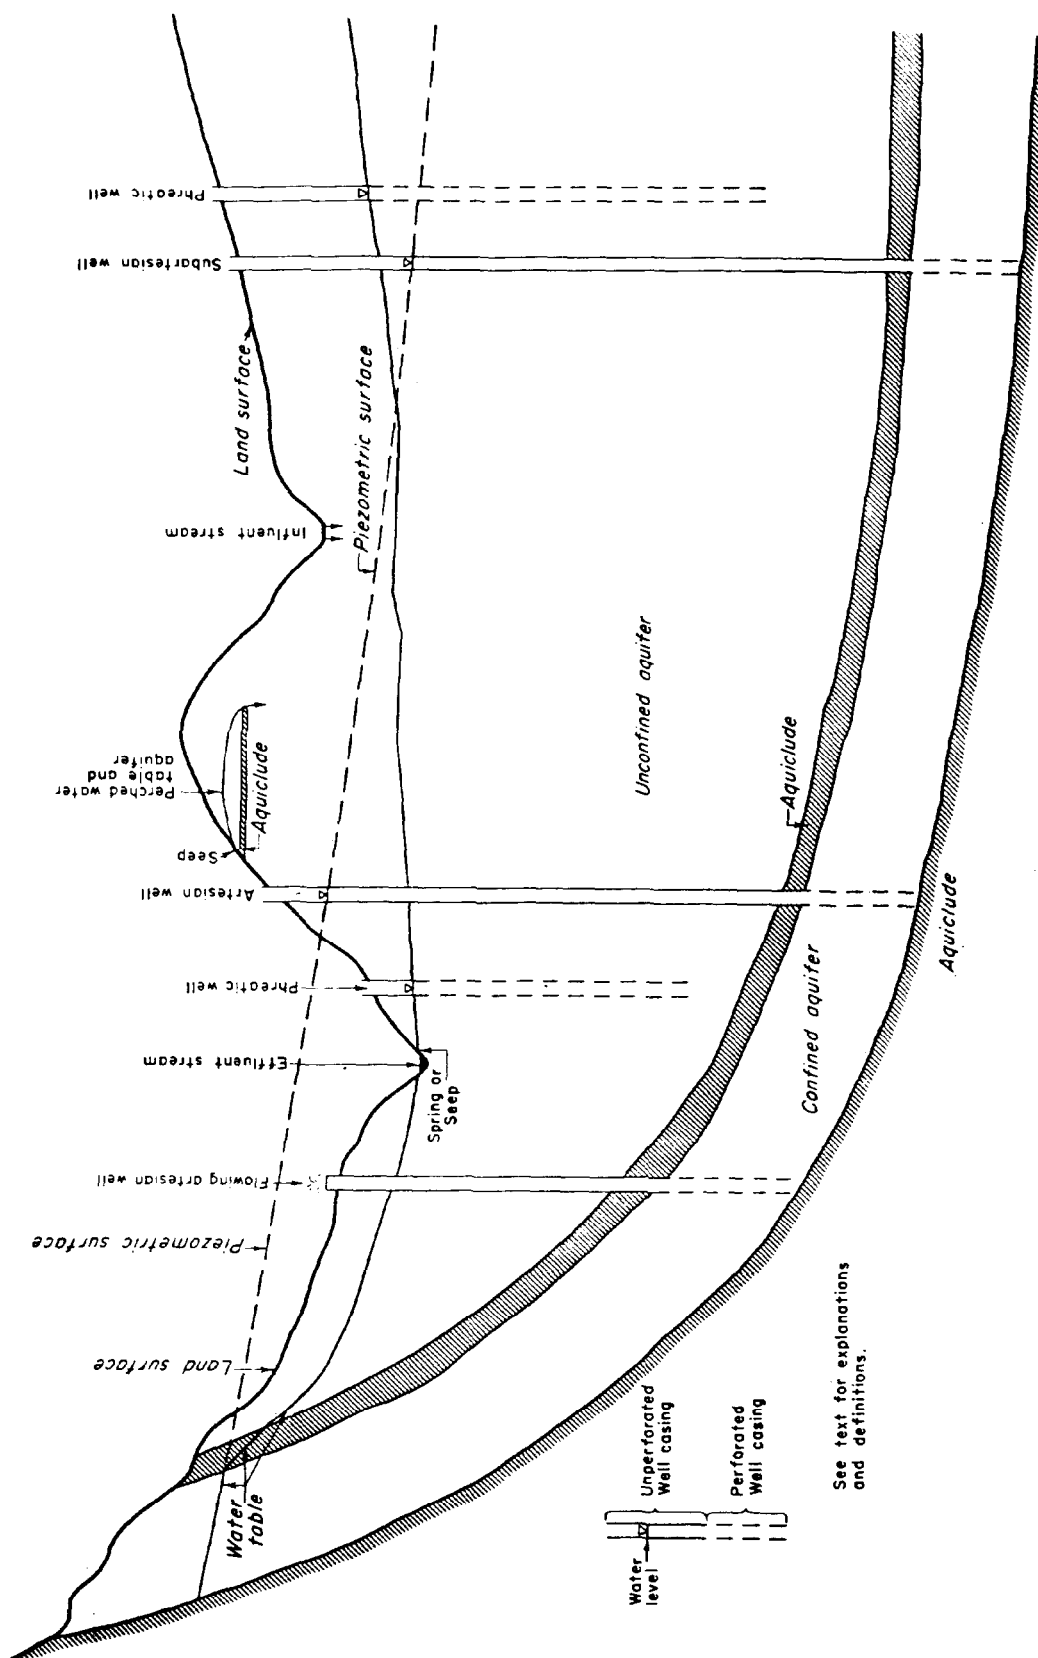 Phreatic well
Subartesian well
Land surface
Piezometric surface
Influent stream
Perched water
table and
aquifer
Seep
Aquiclude
Artesian well
Phreatic well
Effluent stream
Spring or
Seep
Flowing artesian
well
Piezometric surface
Land surface
Water
table
Unconfined aquifer
Aquiclude
Confined aquifer
Aquiclude
Water
level
Unperforated
Well casing
Perforated
Well casing
See text for explanations
and definitions.